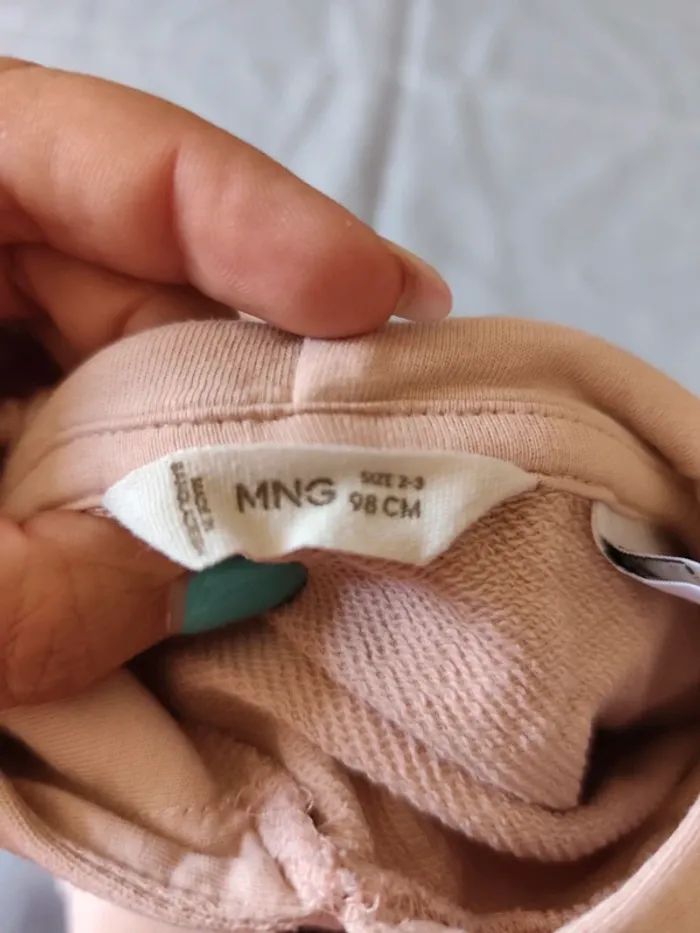 MADE IN
BANGLADESH
MNG
SIZE 2-3
98 CM